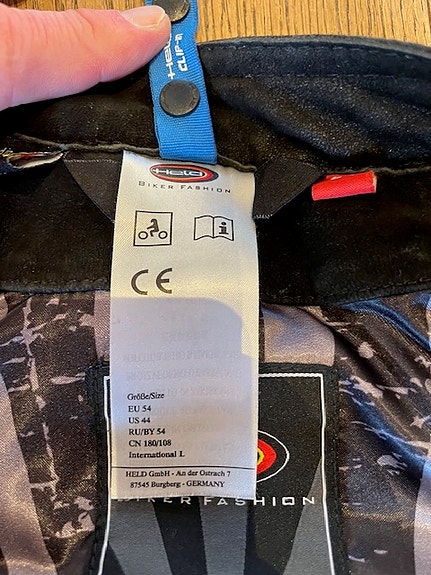 Held
CLIP-IN
Held
BIKER FASHION
CE
Größe/Size
EU 54
US 44
RU/BY 54
CN 180/108
International L
HELD GmbH - An der Ostrach 7
87545 Burgberg - GERMANY
BIKER FASHION